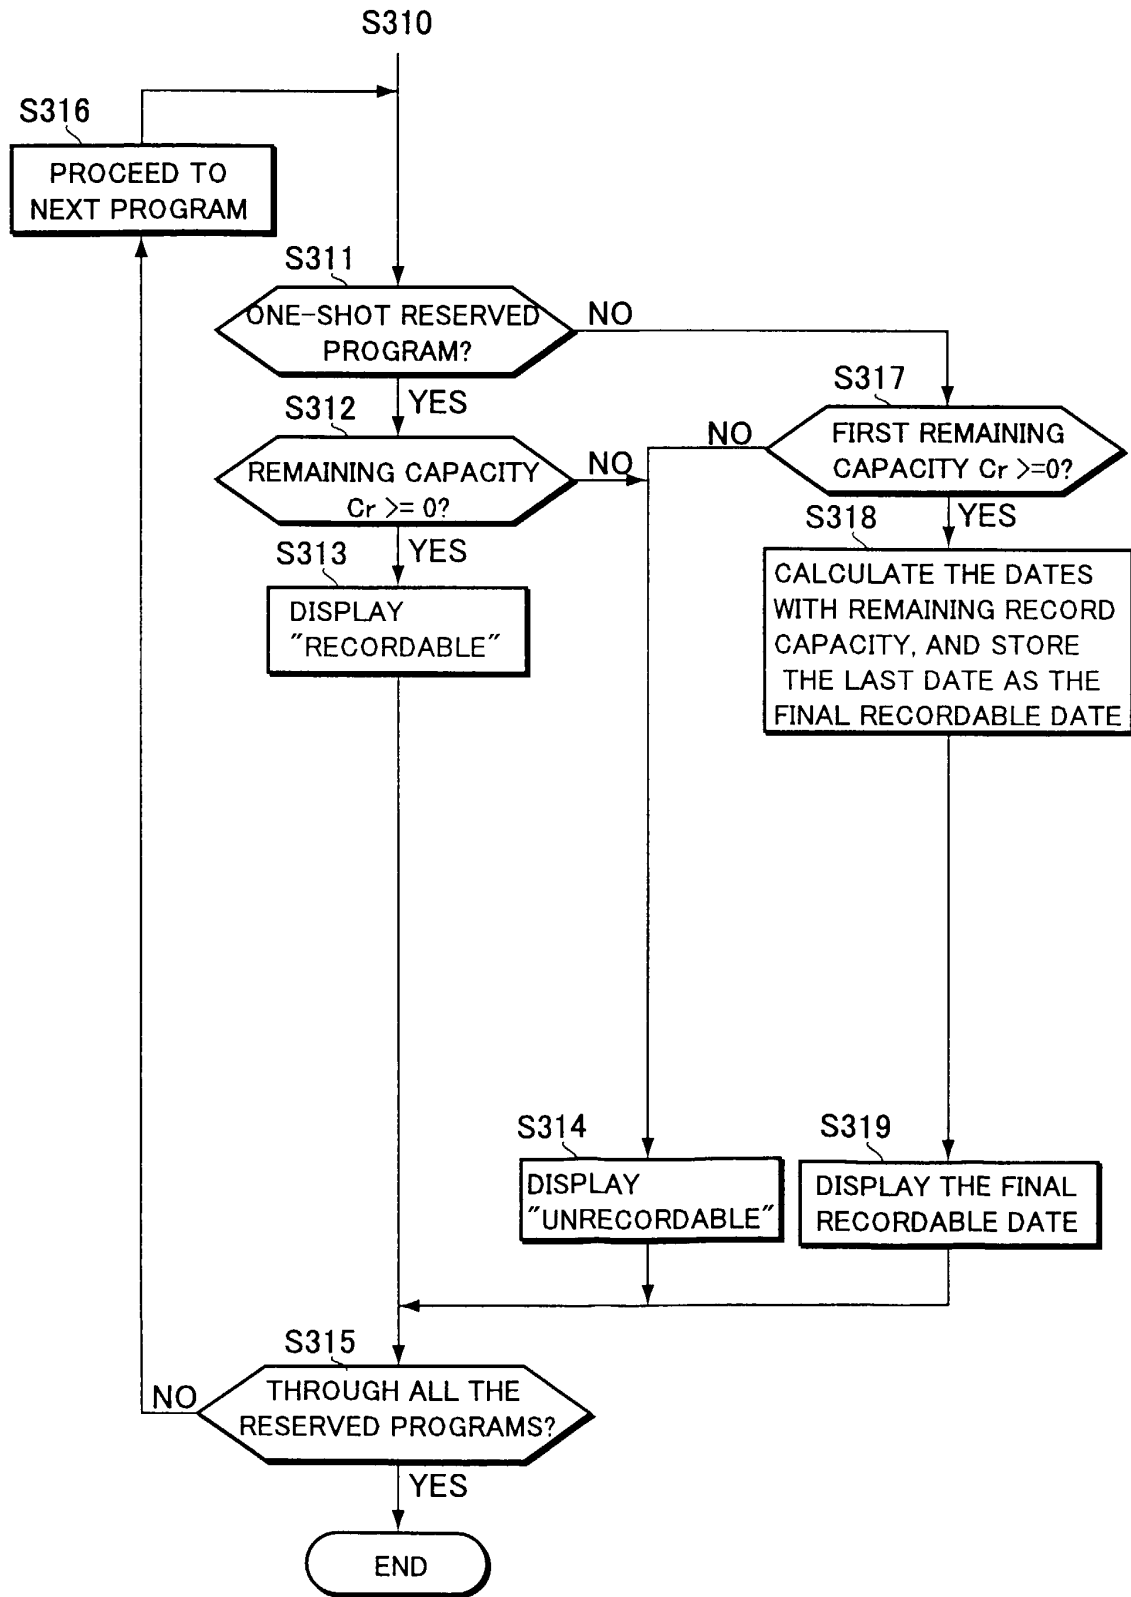 S310
S316
PROCEED TO
NEXT PROGRAM
S311
ONE-SHOT RESERVED
PROGRAM?
NO
YES
S312
REMAINING CAPACITY
Cr >= 0?
NO
YES
S317
FIRST REMAINING
CAPACITY Cr >=0?
NO
YES
S313
DISPLAY
"RECORDABLE"
S318
CALCULATE THE DATES
WITH REMAINING RECORD
CAPACITY, AND STORE
THE LAST DATE AS THE
FINAL RECORDABLE DATE
S314
DISPLAY
"UNRECORDABLE"
S319
DISPLAY THE FINAL
RECORDABLE DATE
S315
THROUGH ALL THE
RESERVED PROGRAMS?
NO
YES
END